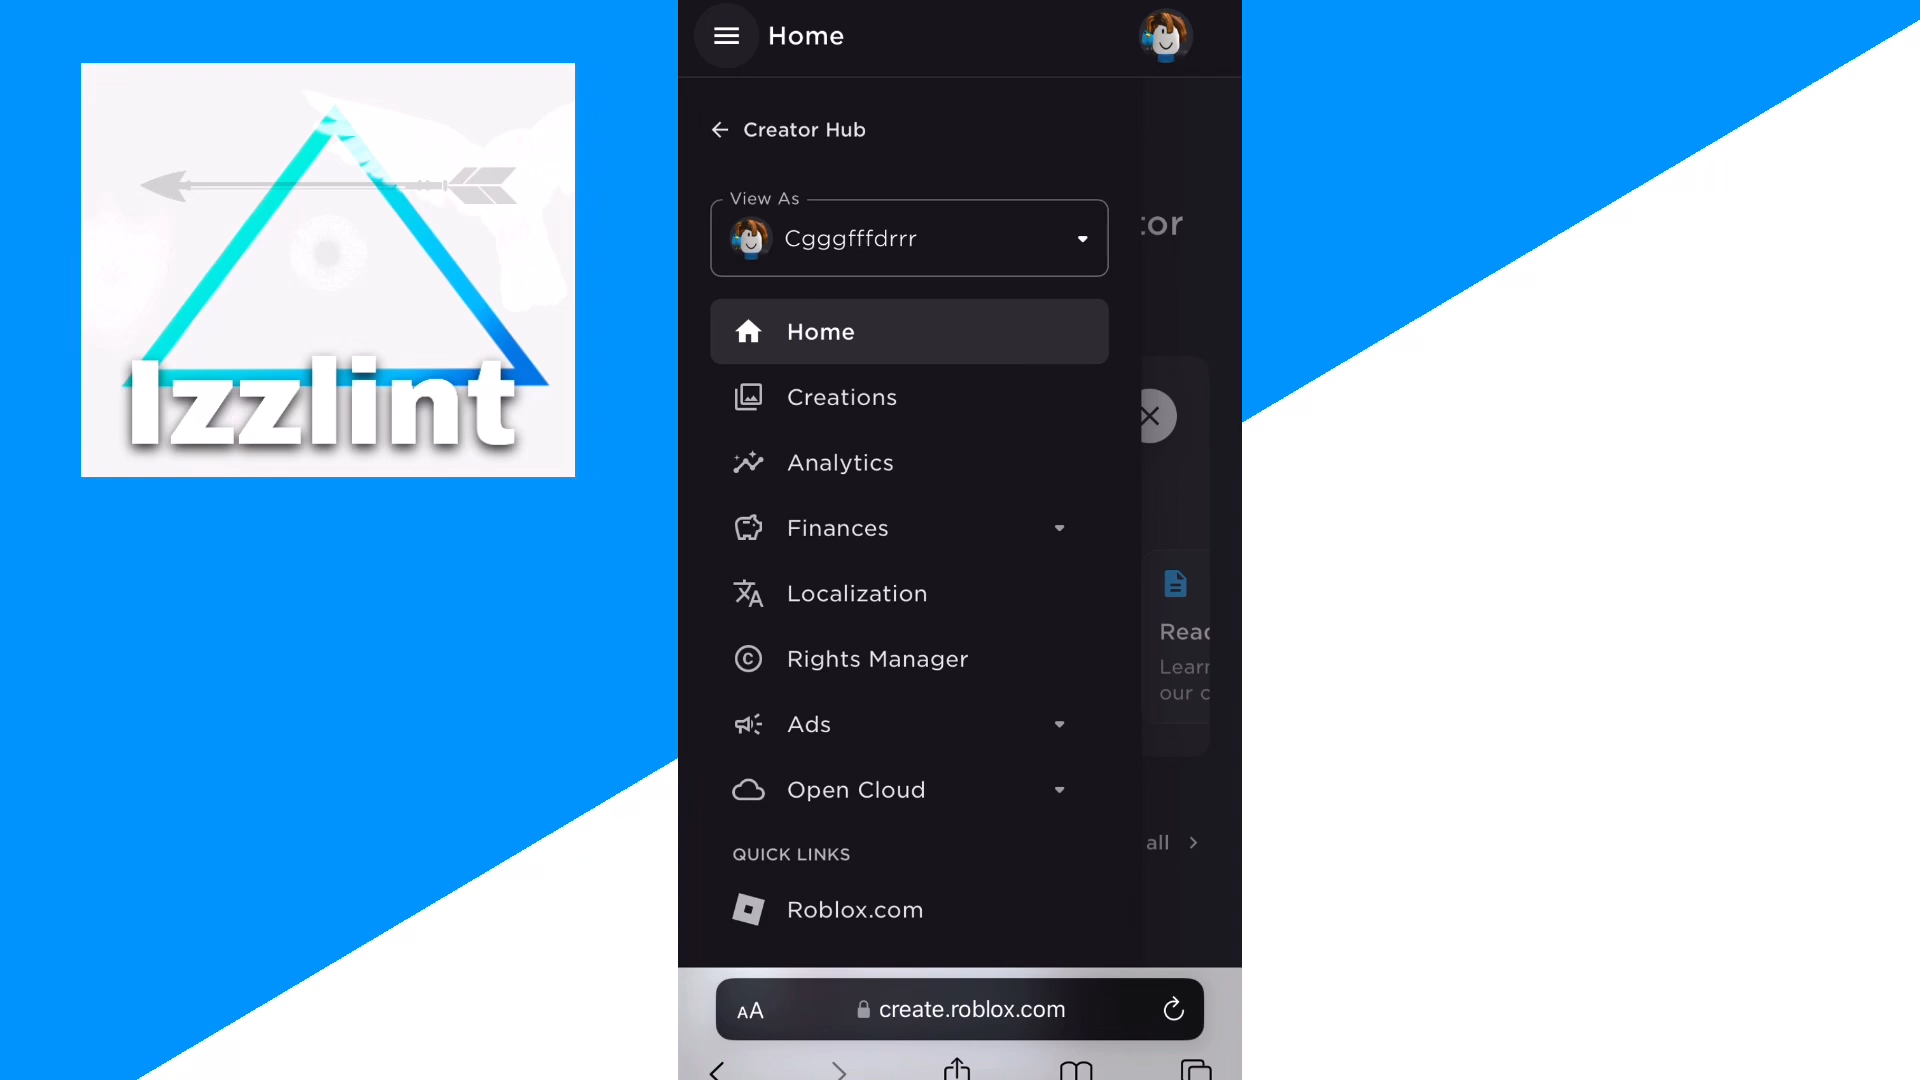 Izzlint
Home
Creator Hub
View As
Cgggfffdrrr
Home
Creations
Analytics
Finances
Localization
Rights Manager
Ads
Open Cloud
QUICK LINKS
Roblox.com
all
AA
create.roblox.com